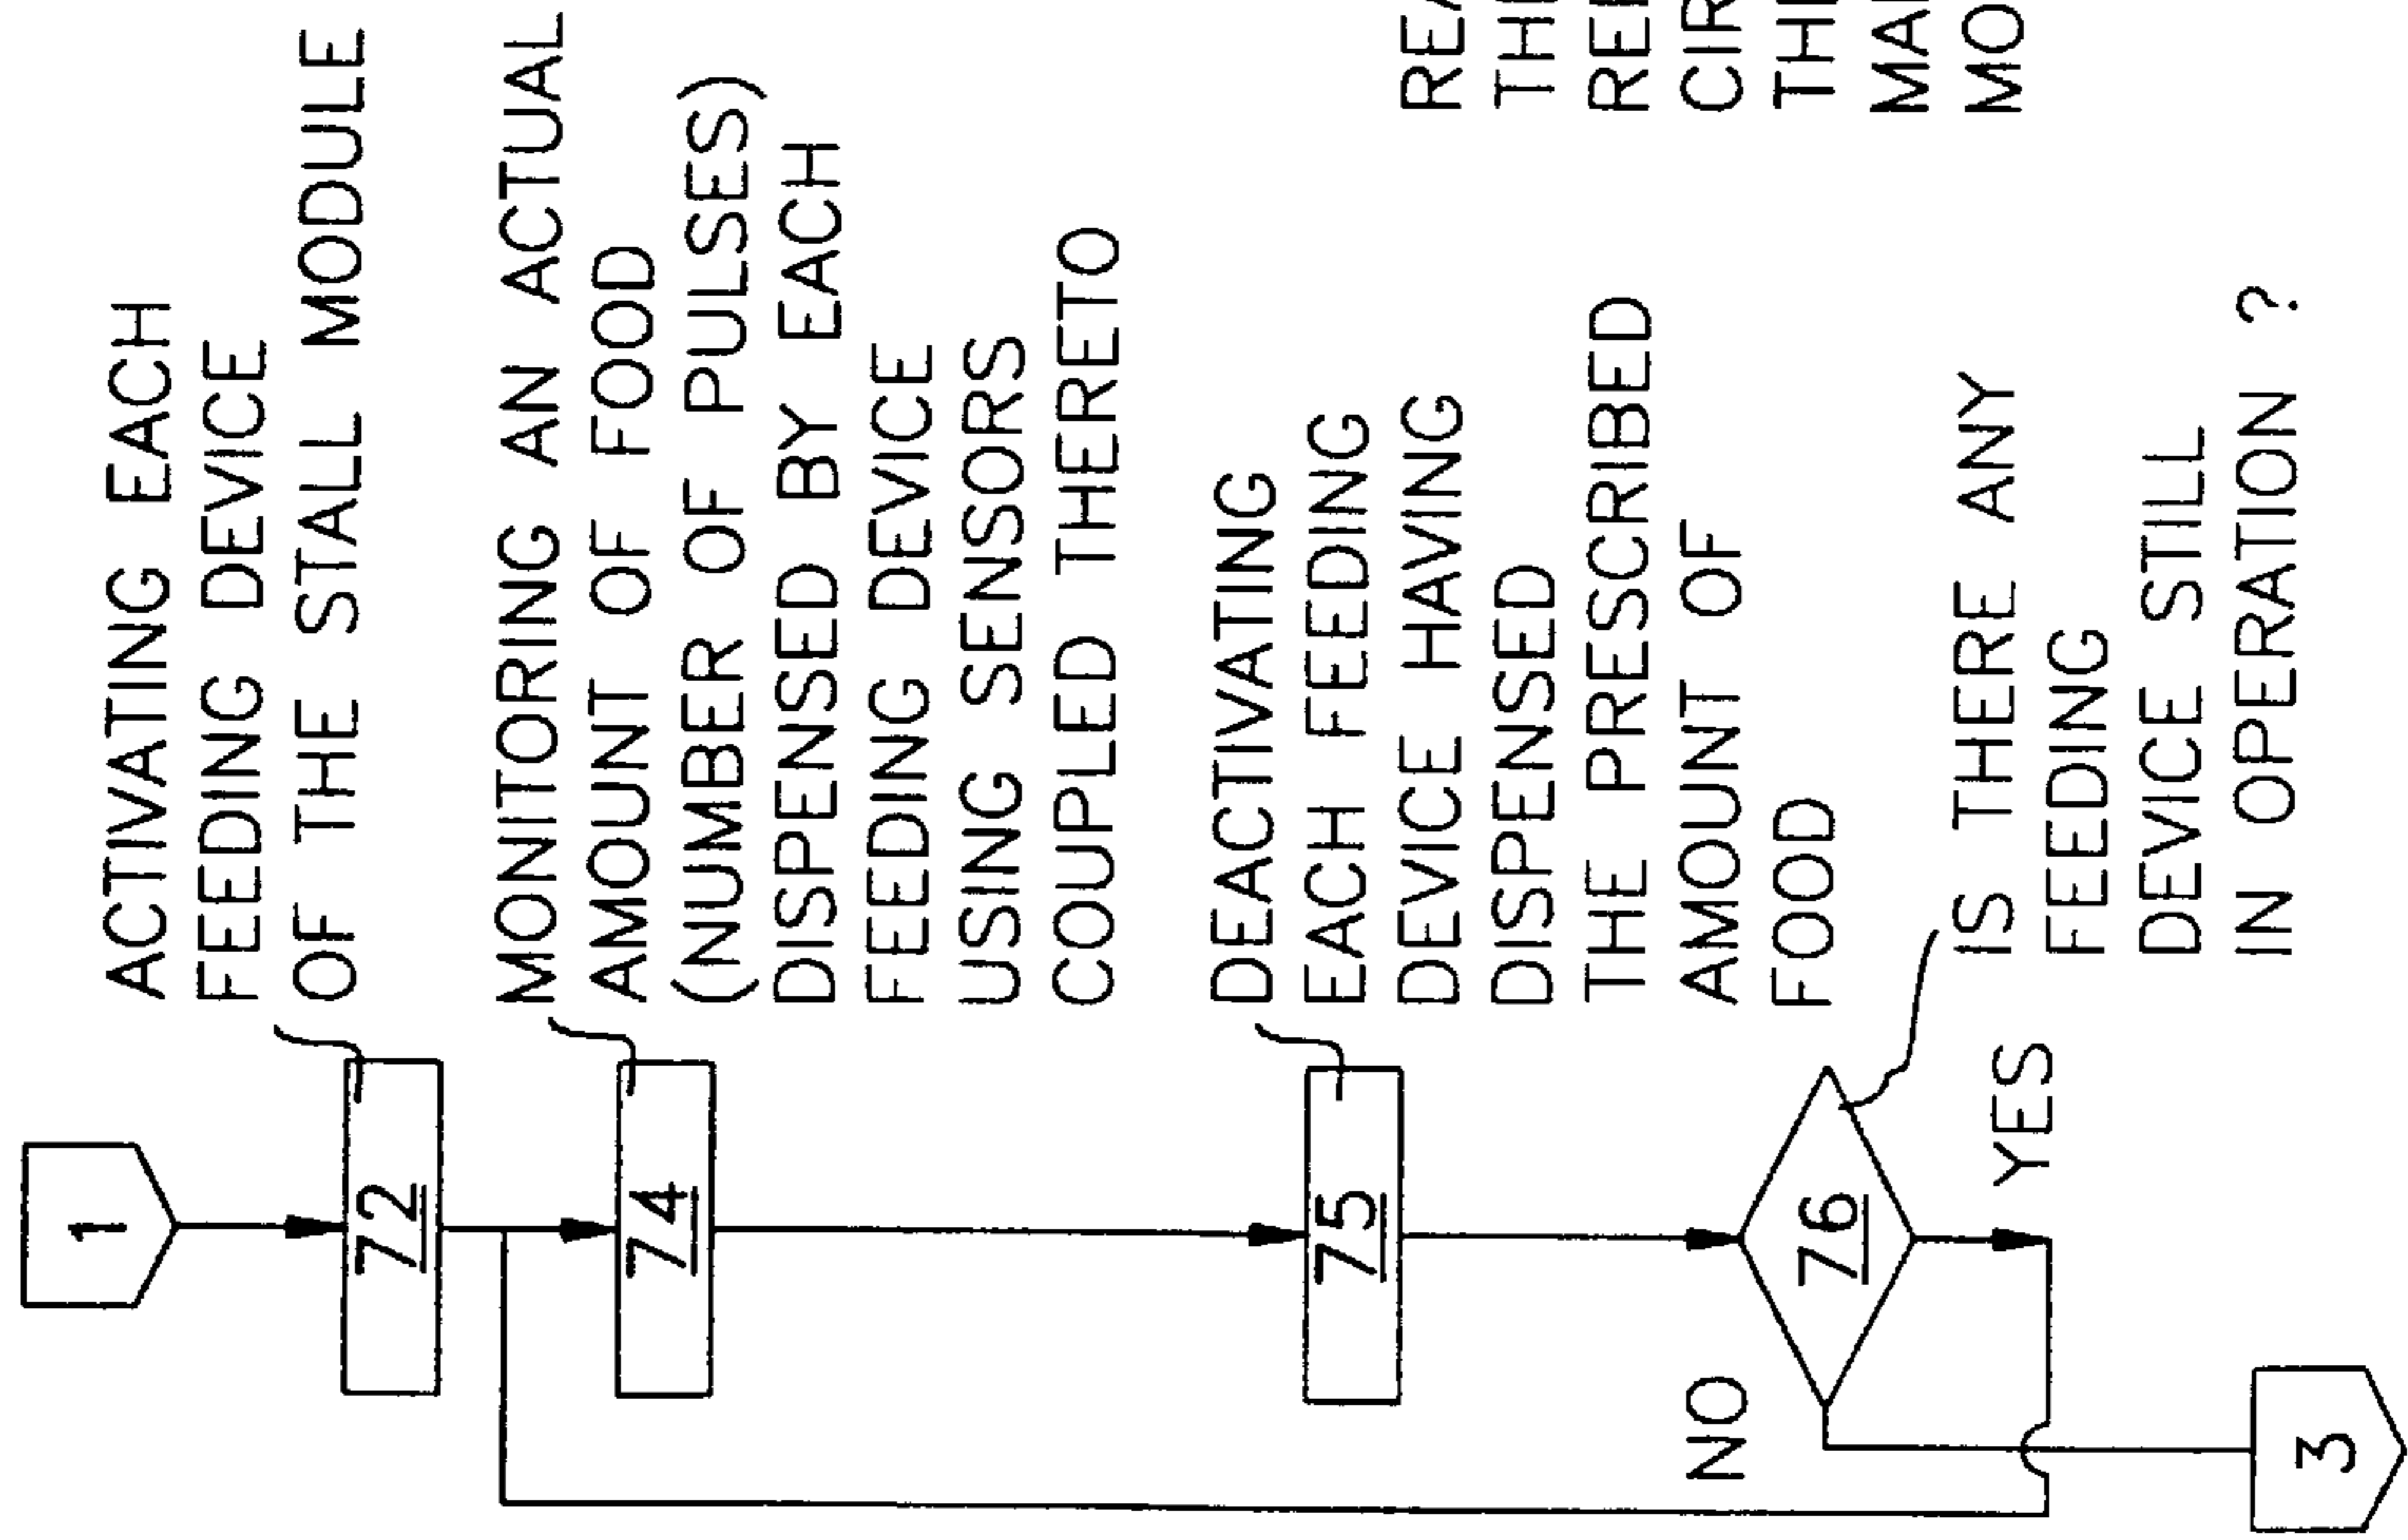 1
72
ACTIVATING EACH
FEEDING DEVICE
OF THE STALL MODULE
74
MONITORING AN ACTUAL
AMOUNT OF FOOD
(NUMBER OF PULSES)
DISPENSED BY EACH
FEEDING DEVICE
USING SENSORS
COUPLED THERETO
75
DEACTIVATING
EACH FEEDING
DEVICE HAVING
DISPENSED
THE PRESCRIBED
AMOUNT OF
FOOD
NO
76
IS THERE ANY
FEEDING
DEVICE STILL
IN OPERATION ?
YES
3